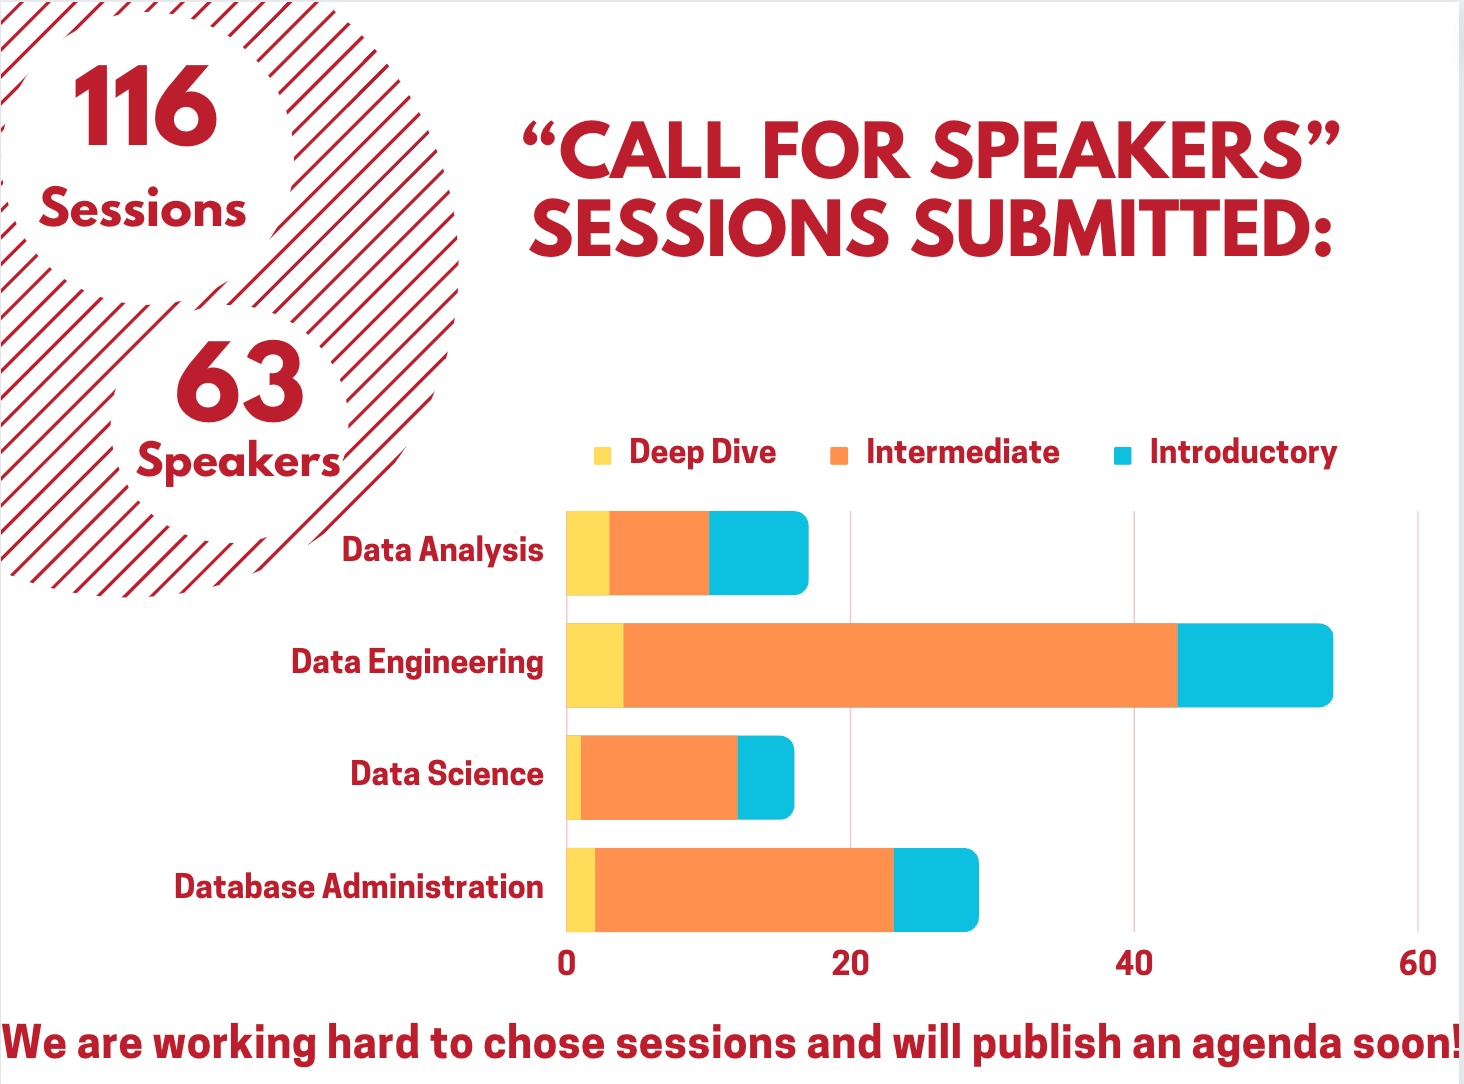 116
Sessions
63
Speakers
“CALL FOR SPEAKERS”
SESSIONS SUBMITTED:
Deep Dive Intermediate Introductory
Data Analysis
Data Engineering
Data Science
Database Administration
0 20 40 60
We are working hard to chose sessions and will publish an agenda soon!